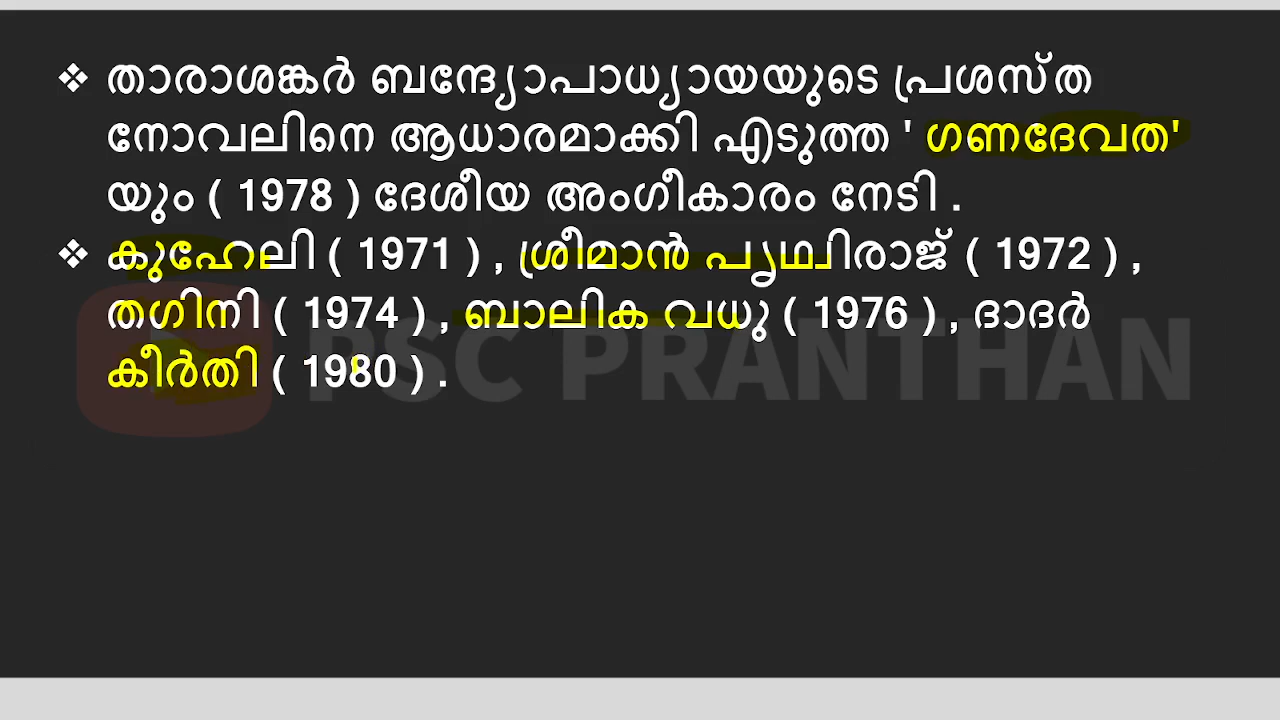 ❖ താരാശങ്കർ ബന്ദ്യോപാധ്യായയുടെ പ്രശസ്ത
നോവലിനെ ആധാരമാക്കി എടുത്ത ' ഗണദേവത'
യും ( 1978 ) ദേശീയ അംഗീകാരം നേടി .
❖ കുഹേലി ( 1971 ) , ശ്രീമാൻ പൃഥ്വിരാജ് ( 1972 ) ,
തഗിനി ( 1974 ) , ബാലിക വധു ( 1976 ) , ദാദർ
കീർതി ( 1980 ) .
PSC PRANTHAN